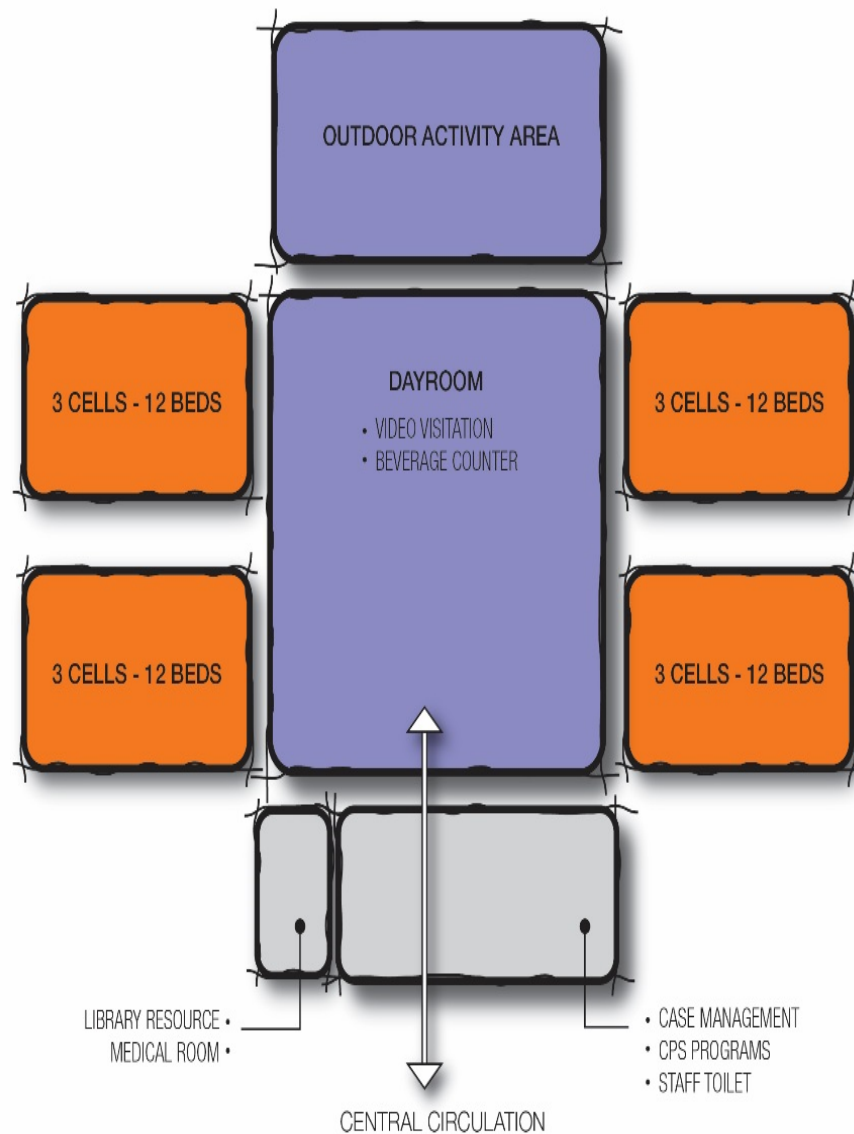 OUTDOOR ACTIVITY AREA
3 CELLS - 12 BEDS
DAYROOM
• VIDEO VISITATION
• BEVERAGE COUNTER
3 CELLS - 12 BEDS
3 CELLS - 12 BEDS
3 CELLS - 12 BEDS
LIBRARY RESOURCE •
MEDICAL ROOM •
• CASE MANAGEMENT
• CPS PROGRAMS
• STAFF TOILET
CENTRAL CIRCULATION